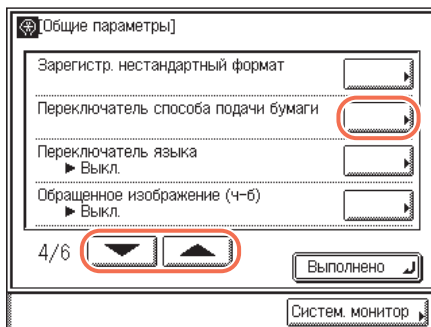 [Общие параметры]
Зарегистр. нестандартный формат
Переключатель способа подачи бумаги
Переключатель языка
► Выкл.
Обращенное изображение (ч-б)
► Выкл.
4/6
Выполнено
Систем. монитор